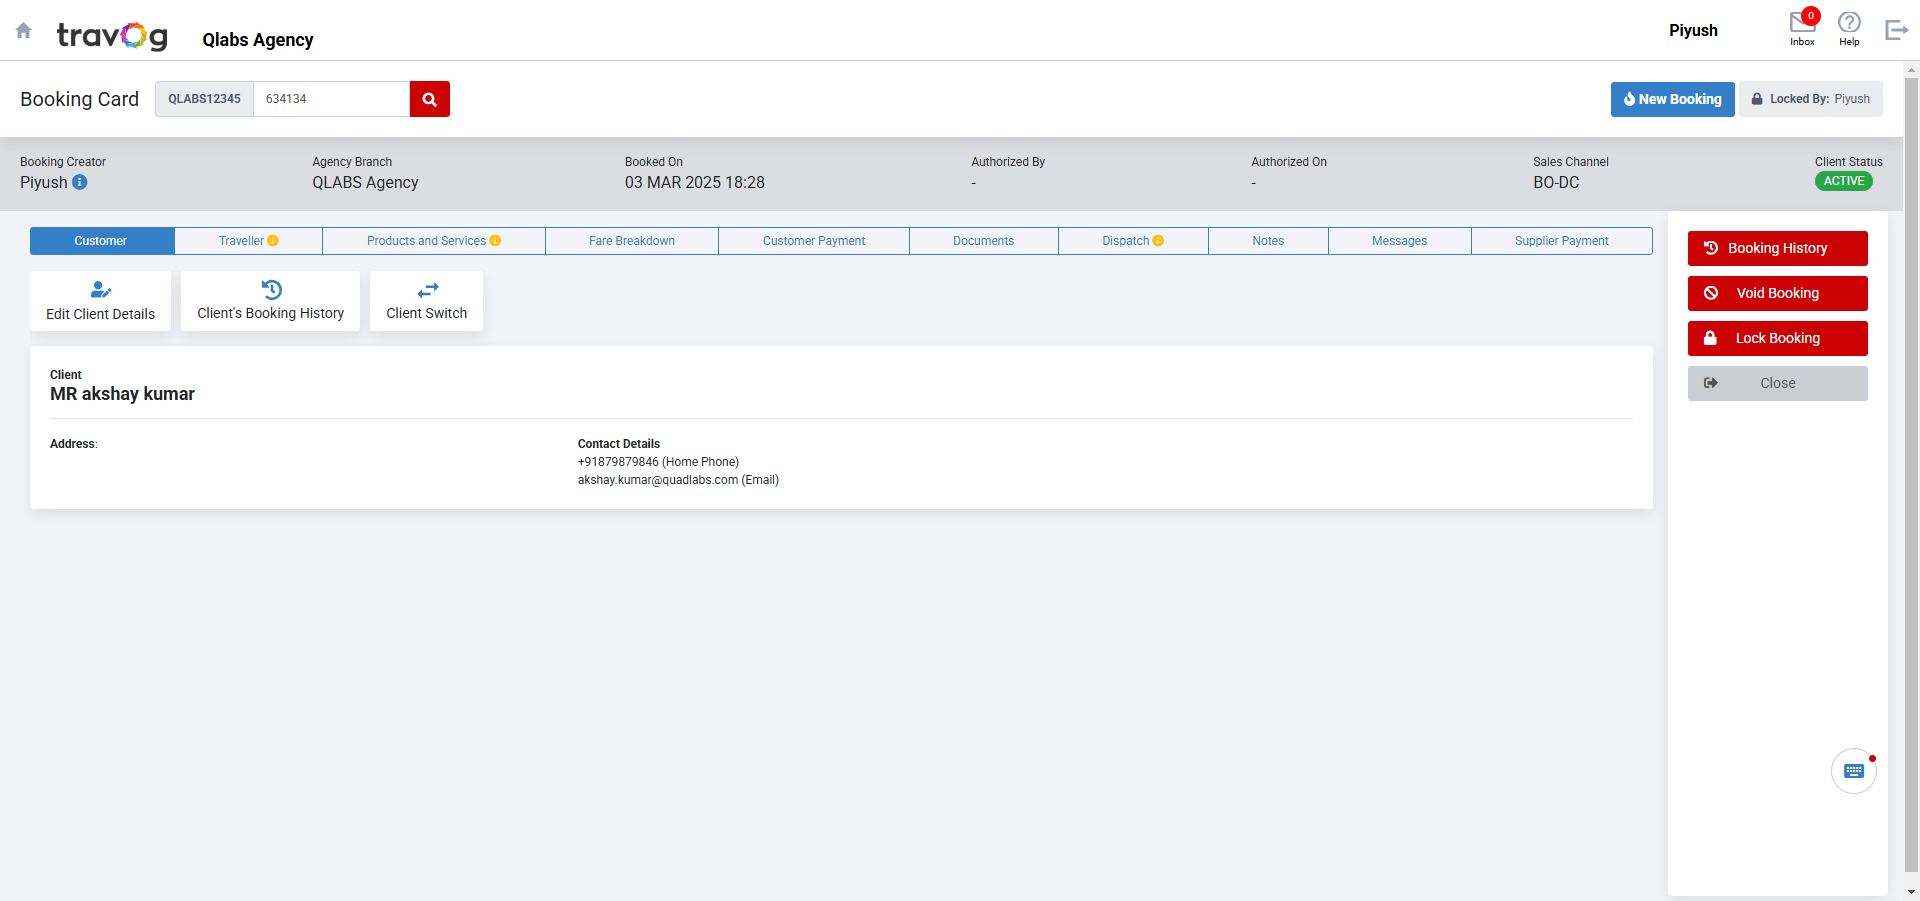 travog
Qlabs Agency
Piyush
0
Inbox
Help
Booking Card
QLABS12345
634134
New Booking
Locked By: Piyush
Booking Creator
Piyush
Agency Branch
QLABS Agency
Booked On
03 MAR 2025 18:28
Authorized By
-
Authorized On
-
Sales Channel
BO-DC
Client Status
ACTIVE
Customer
Traveller
Products and Services
Fare Breakdown
Customer Payment
Documents
Dispatch
Notes
Messages
Supplier Payment
Edit Client Details
Client's Booking History
Client Switch
Client
MR akshay kumar
Address:
Contact Details
+91879879846 (Home Phone)
akshay.kumar@quadlabs.com (Email)
Booking History
Void Booking
Lock Booking
Close